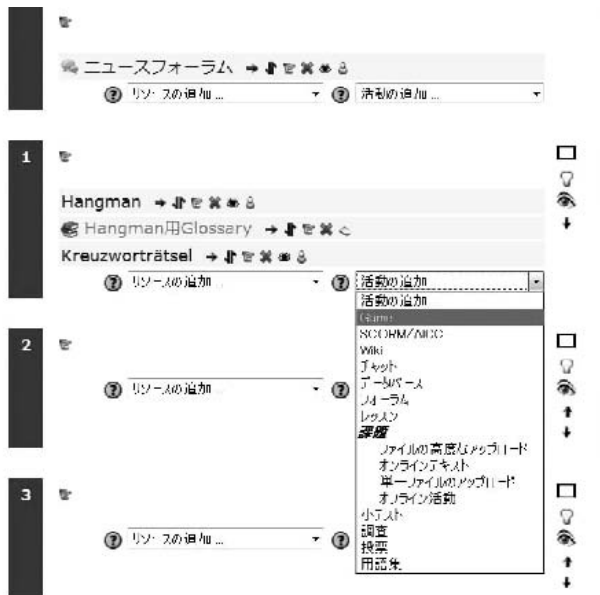 ニュースフォーラム
リソースの追加 ... 活動の追加 ...
1
Hangman
Hangman用Glossary
Kreuzworträtsel
リソースの追加 ... 活動の追加
活動の追加
Game
SCORM/AICC
2
Wiki
チャット
データベース
リソースの追加 ...
フォーラム
レッスン
課題
ファイルの高度なアップロード
オンラインテキスト
3
単一ファイルのアップロード
オンライン活動
小テスト
リソースの追加 ...
調査
投票
用語集